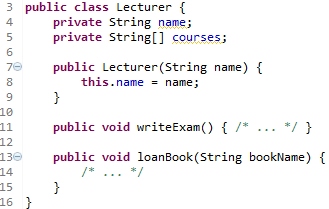 3 public class Lecturer {
4     private String name;
5     private String[] courses;
6
7     public Lecturer(String name) {
8         this.name = name;
9     }
10
11     public void writeExam() { /* ... */ }
12
13     public void loanBook(String bookName) {
14         /* ... */
15     }
16 }